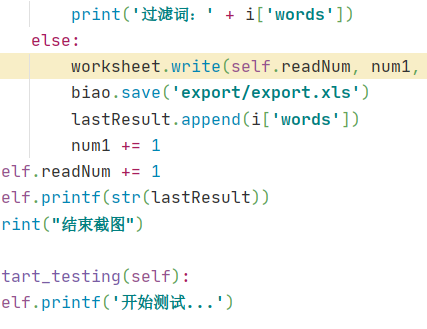 print('过滤词：' + i['words'])
else:
worksheet.write(self.readNum, num1,
biao.save('export/export.xls')
lastResult.append(i['words'])
num1 += 1
elf.readNum += 1
elf.printf(str(lastResult))
rint("结束截图")
tart_testing(self):
elf.printf('开始测试...')